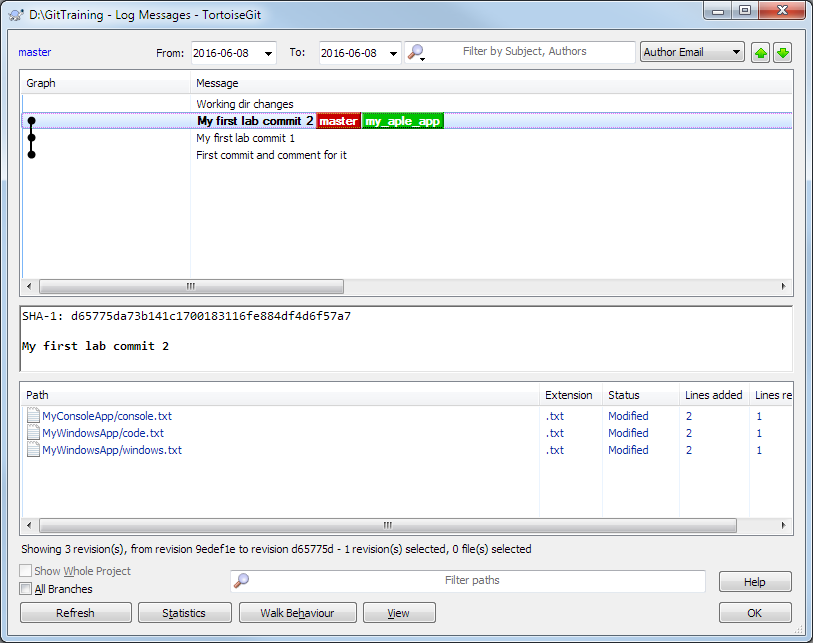 D:\GitTraining - Log Messages - TortoiseGit
master From: 2016-06-08 To: 2016-06-08 Filter by Subject, Authors Author Email
Graph Message
Working dir changes
My first lab commit 2 master my_aple_app
My first lab commit 1
First commit and comment for it
SHA-1: d65775da73b141c1700183116fe884df4d6f57a7
My first lab commit 2
Path Extension Status Lines added Lines re
MyConsoleApp/console.txt .txt Modified 2 1
MyWindowsApp/code.txt .txt Modified 2 1
MyWindowsApp/windows.txt .txt Modified 2 1
Showing 3 revision(s), from revision 9edef1e to revision d65775d - 1 revision(s) selected, 0 file(s) selected
Show Whole Project
Filter paths Help
All Branches
Refresh Statistics Walk Behaviour View OK